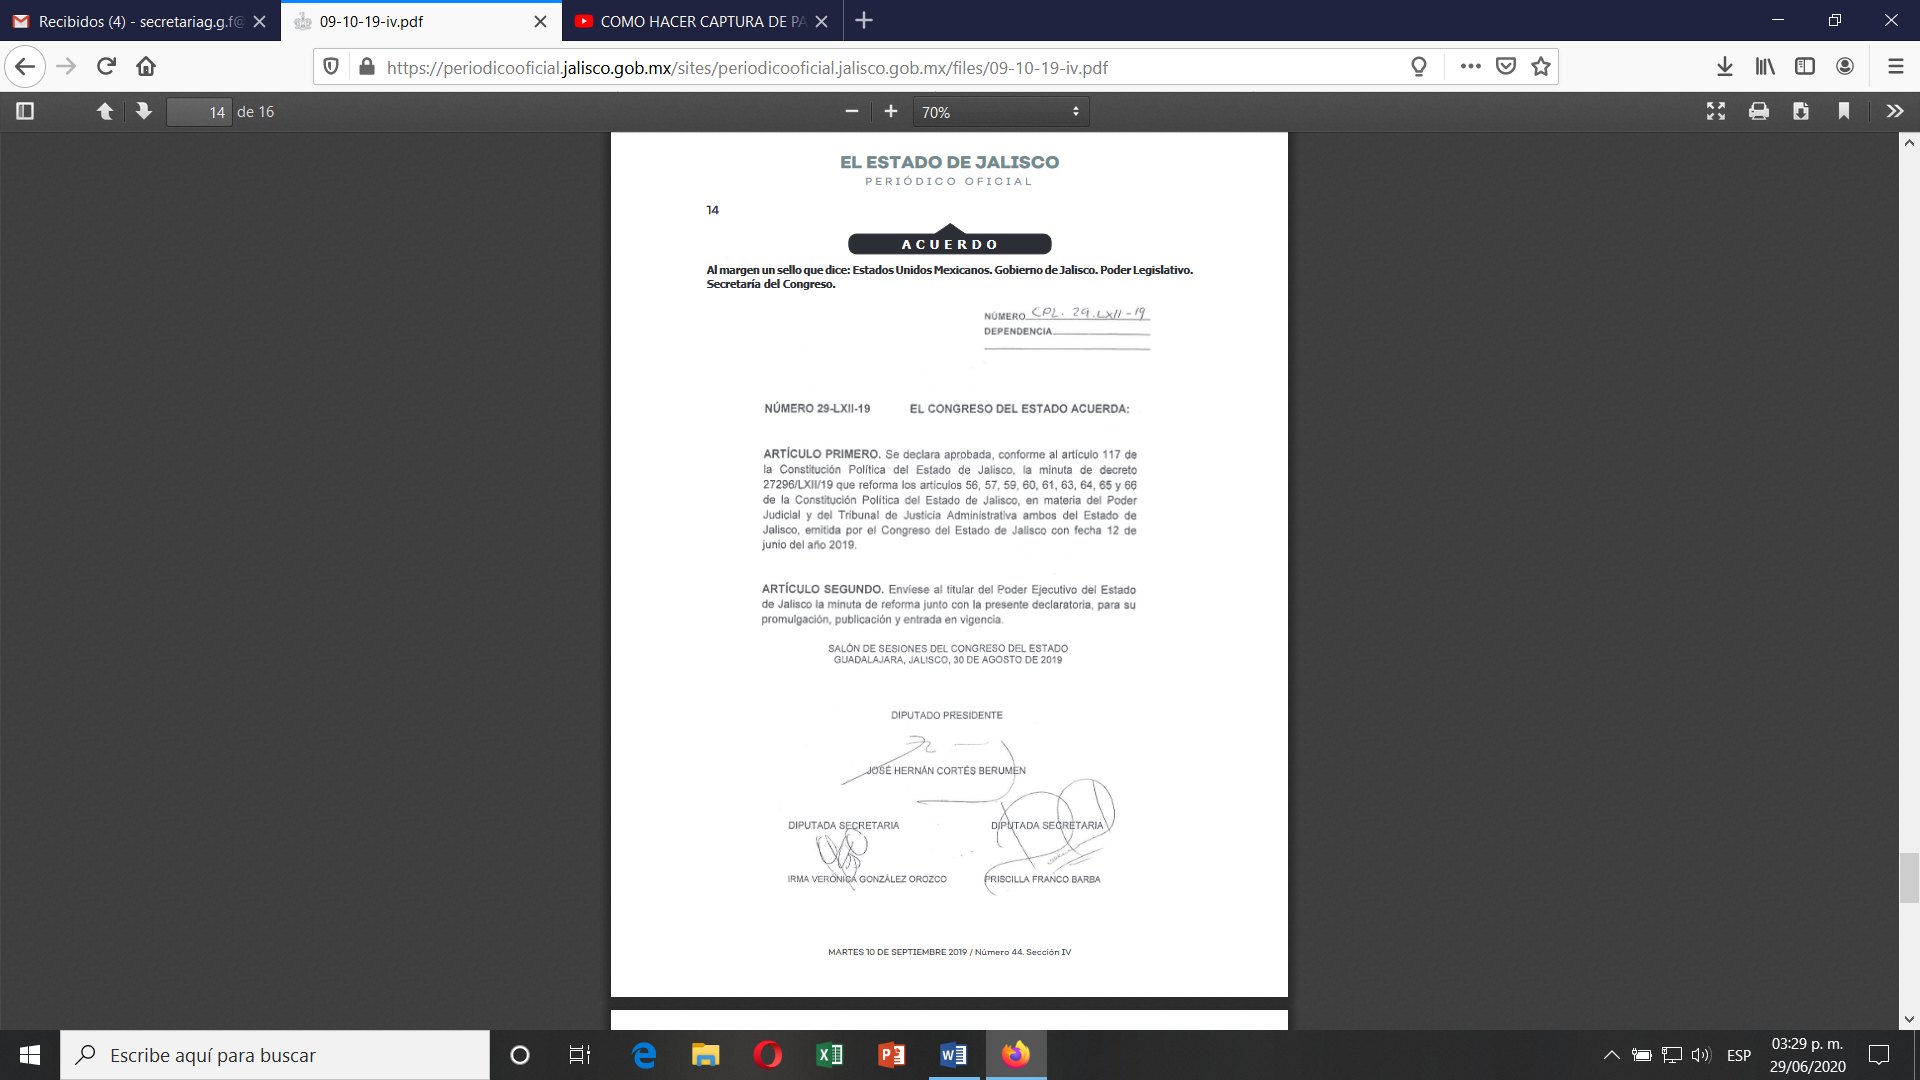 Recibidos (4) - secretariag.g.f@
09-10-19-iv.pdf
COMO HACER CAPTURA DE PA
https://periodicooficial.jalisco.gob.mx/sites/periodicooficial.jalisco.gob.mx/files/09-10-19-iv.pdf
14 de 16
70%
EL ESTADO DE JALISCO
PERIÓDICO OFICIAL
14
ACUERDO
Al margen un sello que dice: Estados Unidos Mexicanos. Gobierno de Jalisco. Poder Legislativo.
Secretaría del Congreso.
NÚMERO CPL. 29.LXII-19
DEPENDENCIA
NÚMERO 29-LXII-19 EL CONGRESO DEL ESTADO ACUERDA:
ARTÍCULO PRIMERO. Se declara aprobada, conforme al artículo 117 de
la Constitución Política del Estado de Jalisco, la minuta de decreto
27296/LXII/19 que reforma los artículos 56, 57, 59, 60, 61, 63, 64, 65 y 66
de la Constitución Política del Estado de Jalisco, en materia del Poder
Judicial y del Tribunal de Justicia Administrativa ambos del Estado de
Jalisco, emitida por el Congreso del Estado de Jalisco con fecha 12 de
junio del año 2019.
ARTÍCULO SEGUNDO. Envíese al titular del Poder Ejecutivo del Estado
de Jalisco la minuta de reforma junto con la presente declaratoria, para su
promulgación, publicación y entrada en vigencia.
SALÓN DE SESIONES DEL CONGRESO DEL ESTADO
GUADALAJARA, JALISCO, 30 DE AGOSTO DE 2019
DIPUTADO PRESIDENTE
JOSÉ HERNÁN CORTÉS BERUMEN
DIPUTADA SECRETARIA DIPUTADA SECRETARIA
IRMA VERÓNICA GONZÁLEZ OROZCO PRISCILLA FRANCO BARBA
MARTES 10 DE SEPTIEMBRE 2019 / Número 44. Sección IV
Escribe aquí para buscar
ESP
03:29 p. m.
29/06/2020